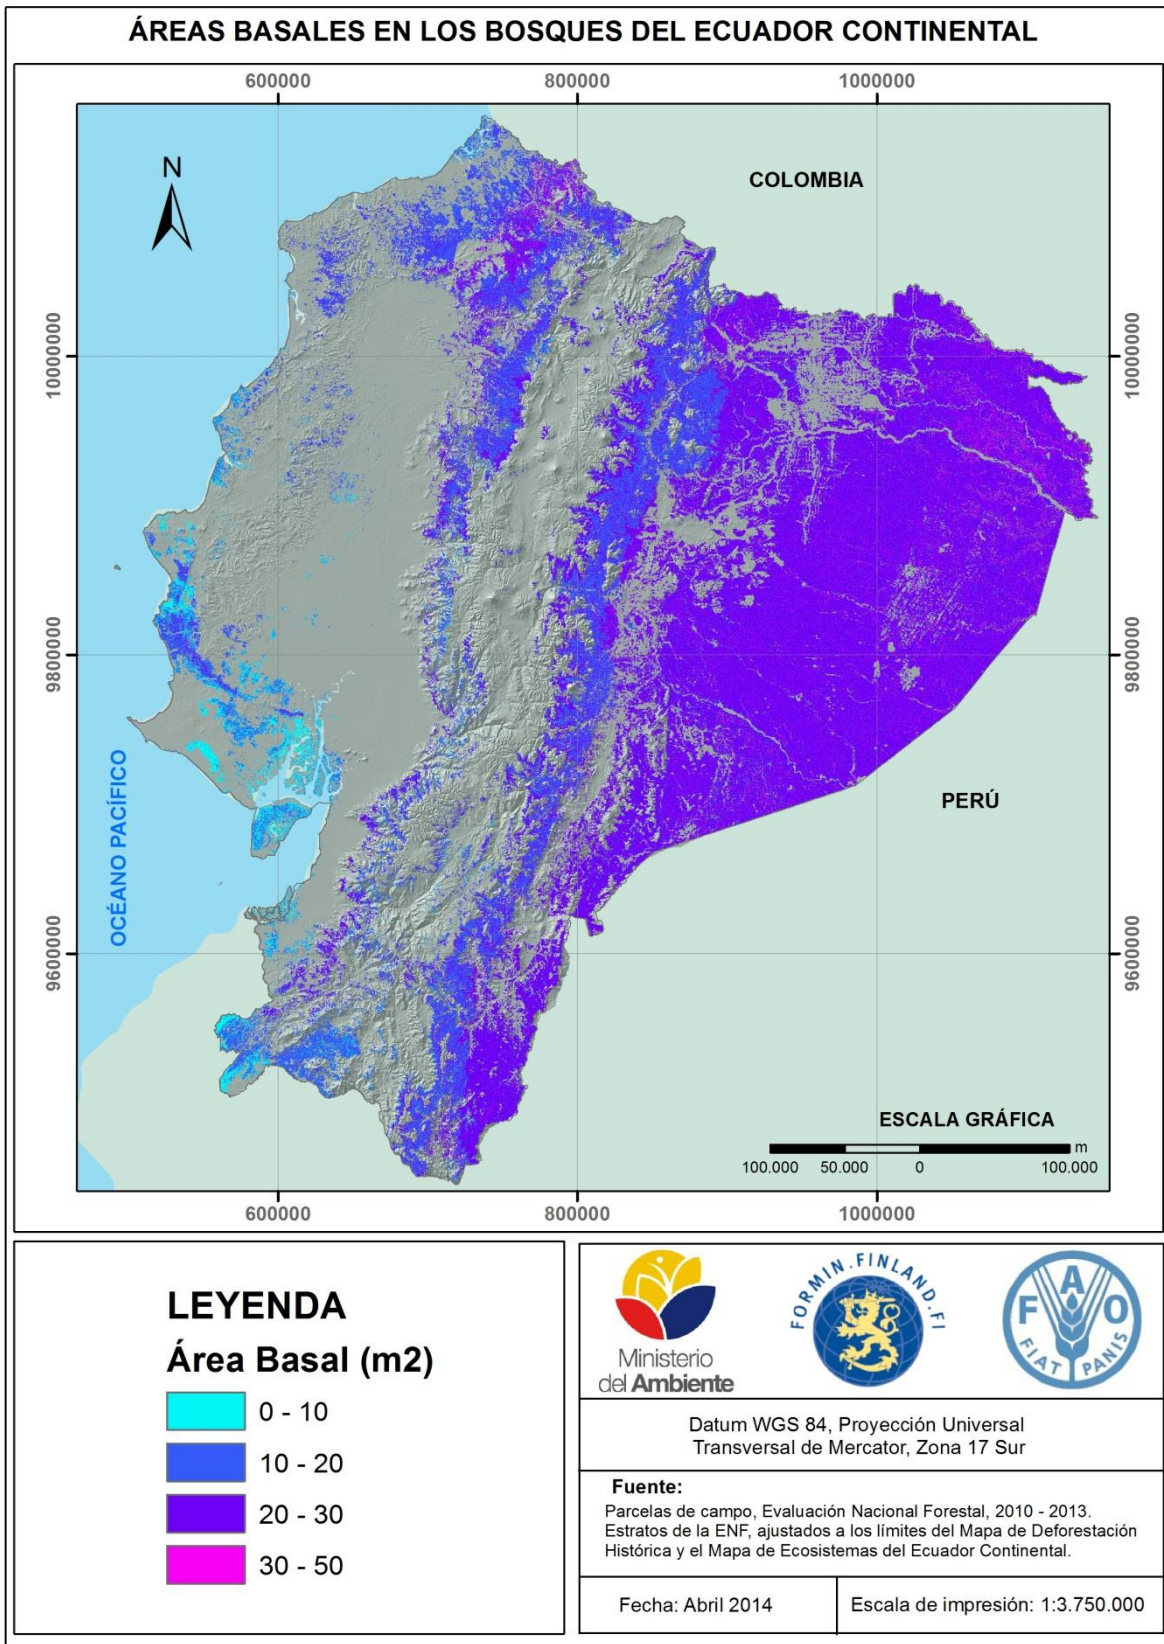 ÁREAS BASALES EN LOS BOSQUES DEL ECUADOR CONTINENTAL
600000 800000 1000000
N
COLOMBIA
10000000 10000000
9800000 9800000
OCÉANO PACÍFICO
PERÚ
9600000 9600000
ESCALA GRÁFICA
m
100.000 50.000 0 100.000
600000 800000 1000000
LEYENDA
Área Basal (m2)
0 - 10
10 - 20
20 - 30
30 - 50
Ministerio
del Ambiente
FORMIN.FINLAND.FI
F A O
FIAT PANIS
Datum WGS 84, Proyección Universal
Transversal de Mercator, Zona 17 Sur
Fuente:
Parcelas de campo, Evaluación Nacional Forestal, 2010 - 2013.
Estratos de la ENF, ajustados a los límites del Mapa de Deforestación
Histórica y el Mapa de Ecosistemas del Ecuador Continental.
Fecha: Abril 2014
Escala de impresión: 1:3.750.000